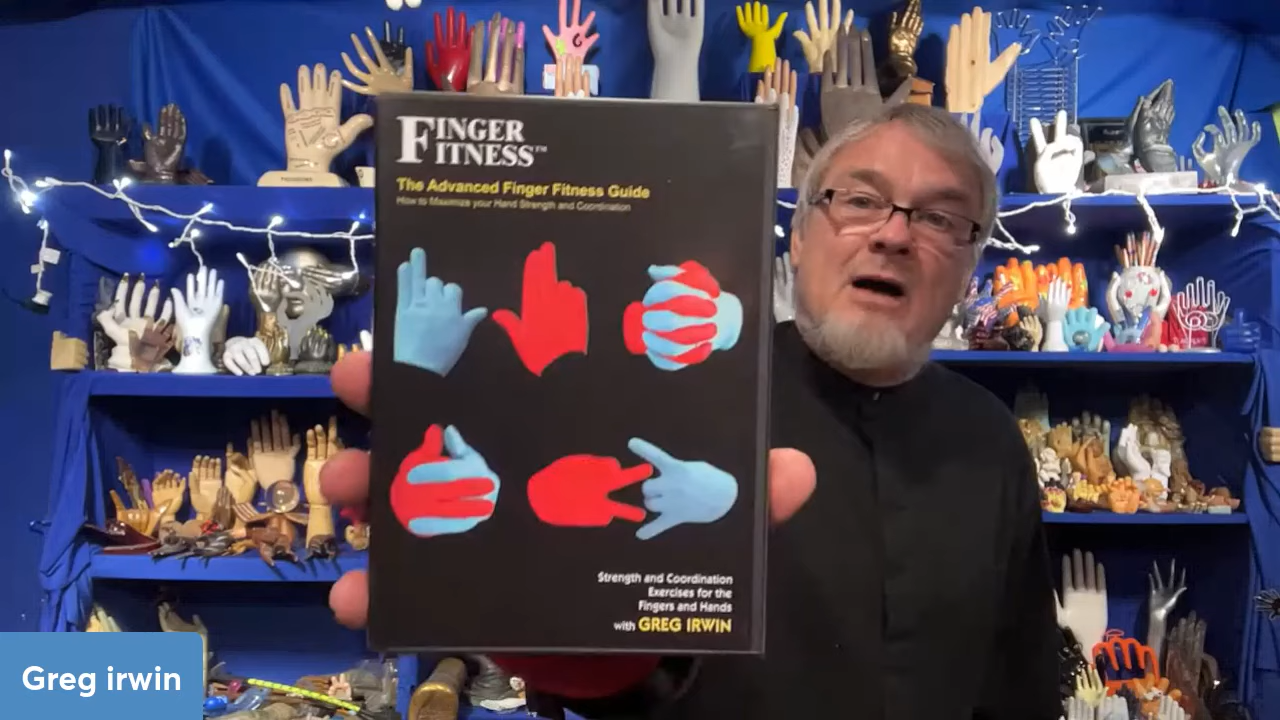 FINGER
FITNESS™
The Advanced Finger Fitness Guide
How to Maximize your Hand Strength and Coordination
Strength and Coordination
Exercises for the
Fingers and Hands
with GREG IRWIN
Greg irwin